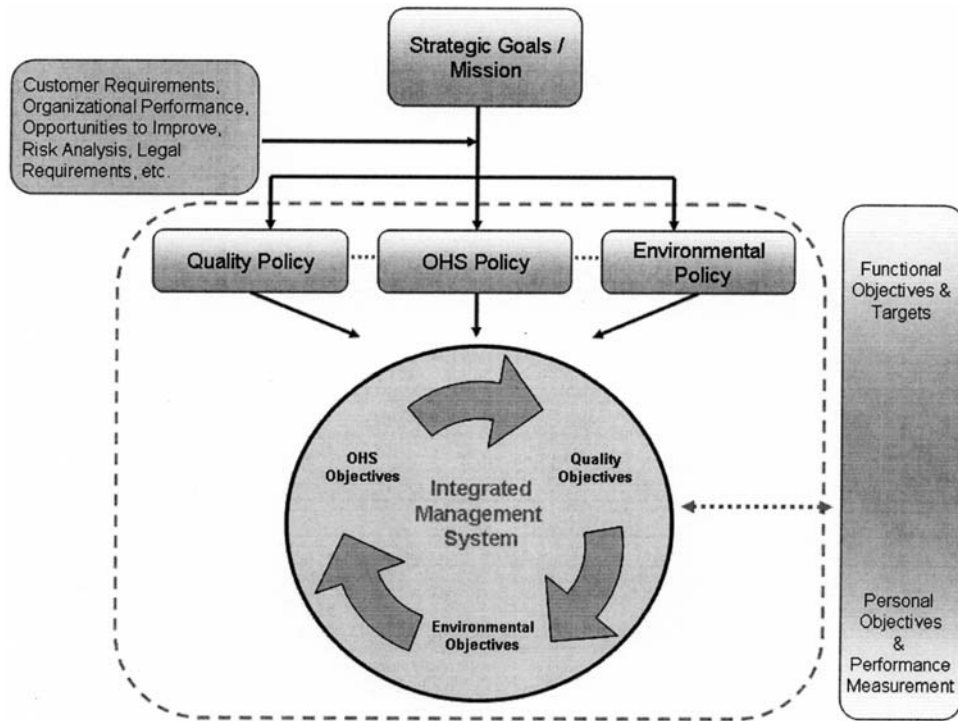 Strategic Goals /
Mission
Customer Requirements,
Organizational Performance,
Opportunities to Improve,
Risk Analysis, Legal
Requirements, etc.
Quality Policy
OHS Policy
Environmental
Policy
Functional
Objectives &
Targets
OHS
Objectives
Quality
Objectives
Integrated
Management
System
Environmental
Objectives
Personal
Objectives
&
Performance
Measurement